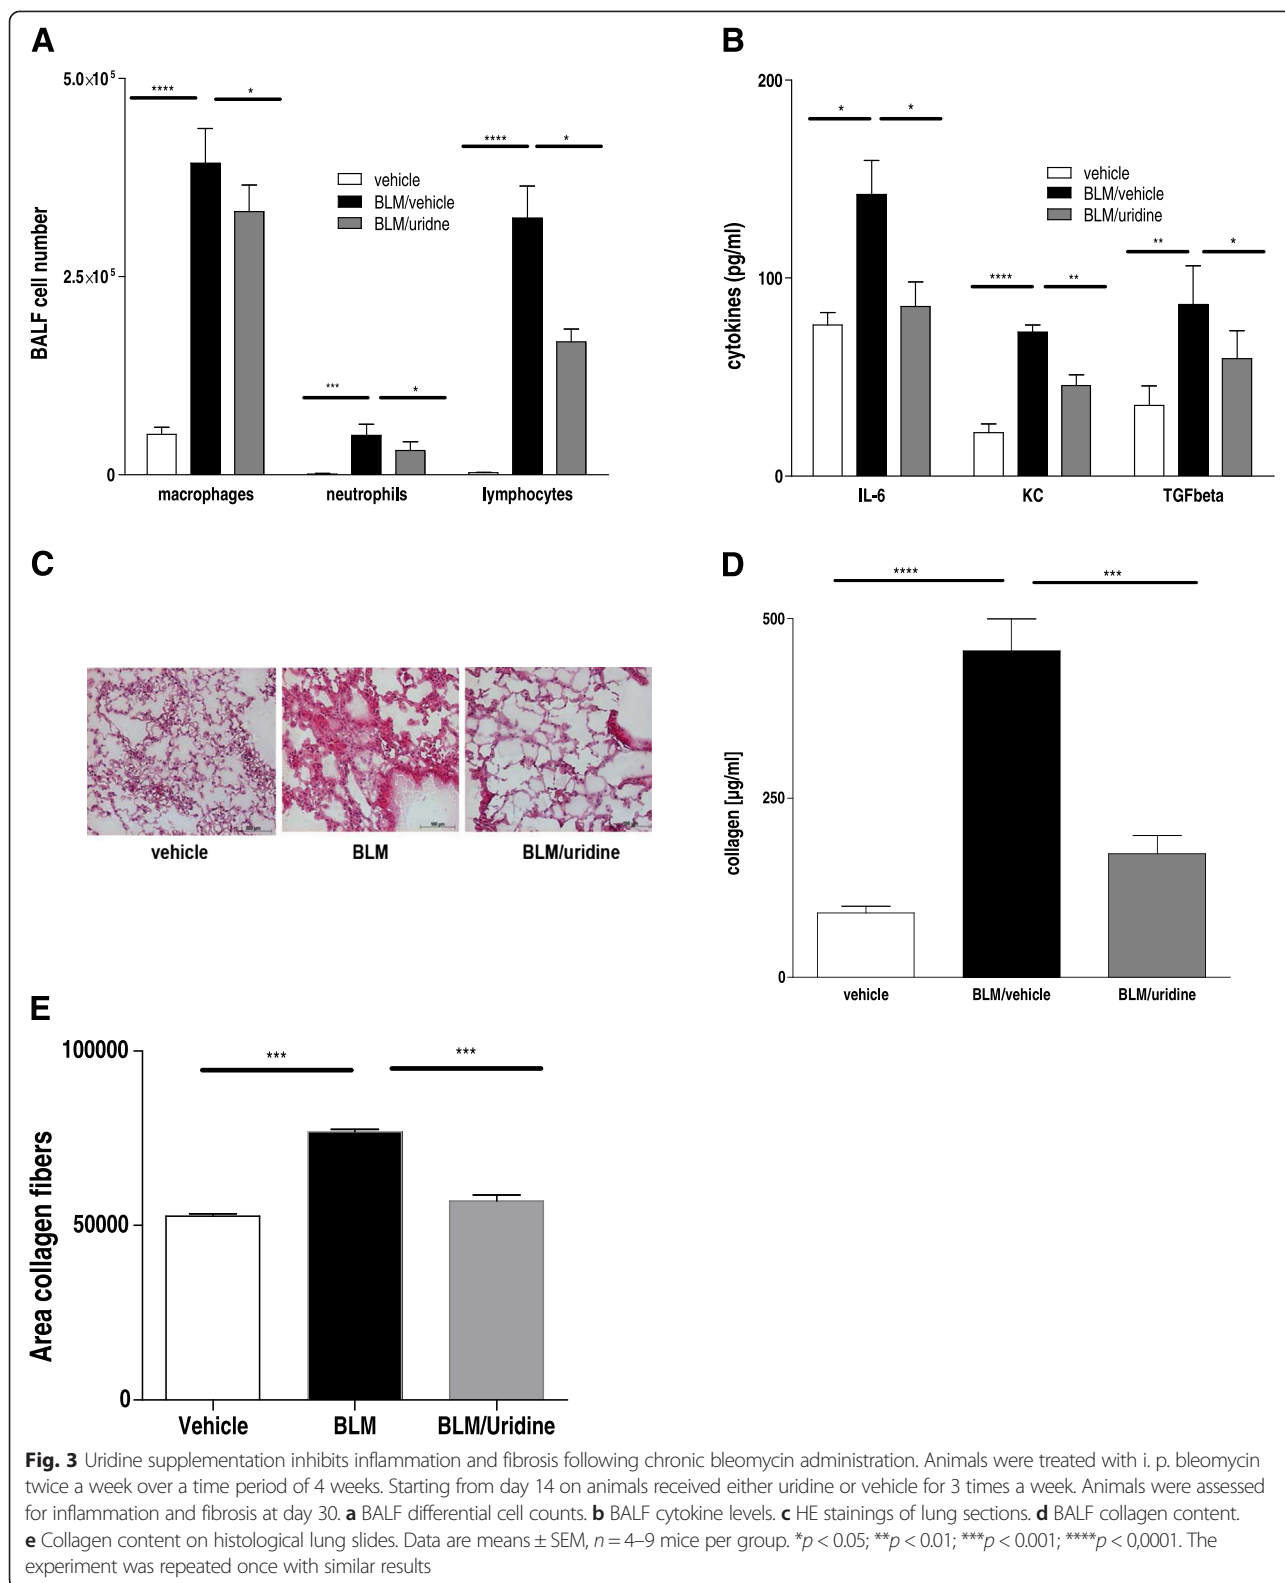 A
5.0×10⁵
2.5×10⁵
0
BALF cell number
**** *
*** *
**** *
vehicle
BLM/vehicle
BLM/uridne
macrophages neutrophils lymphocytes
B
200
100
0
cytokines (pg/ml)
* *
**** **
** *
vehicle
BLM/vehicle
BLM/uridine
IL-6 KC TGFbeta
C
100 µm
vehicle BLM BLM/uridine
D
**** ***
500
250
0
collagen [µg/ml]
vehicle BLM/vehicle BLM/uridine
E
100000
50000
0
Area collagen fibers
*** ***
Vehicle BLM BLM/Uridine
Fig. 3 Uridine supplementation inhibits inflammation and fibrosis following chronic bleomycin administration. Animals were treated with i. p. bleomycin
twice a week over a time period of 4 weeks. Starting from day 14 on animals received either uridine or vehicle for 3 times a week. Animals were assessed
for inflammation and fibrosis at day 30. a BALF differential cell counts. b BALF cytokine levels. c HE stainings of lung sections. d BALF collagen content.
e Collagen content on histological lung slides. Data are means ± SEM, n = 4–9 mice per group. *p < 0.05; **p < 0.01; ***p < 0.001; ****p < 0,0001. The
experiment was repeated once with similar results